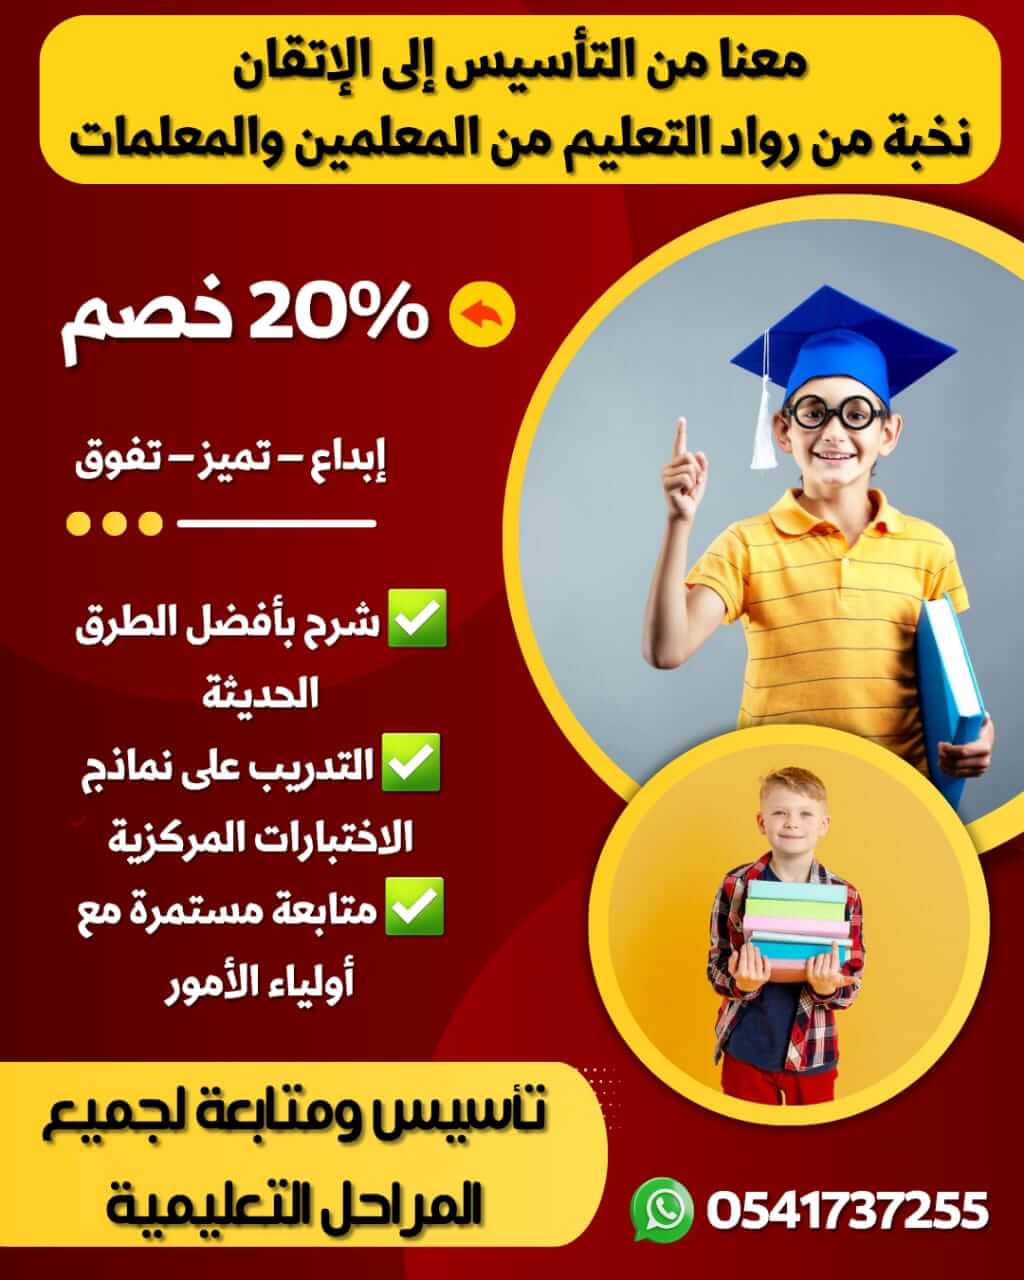 معنا من التأسيس إلى الإتقان
نخبة من رواد التعليم من المعلمين والمعلمات
20% خصم
إبداع – تميز – تفوق
✅ شرح بأفضل الطرق
الحديثة
✅ التدريب على نماذج
الاختبارات المركزية
✅ متابعة مستمرة مع
أولياء الأمور
تأسيس ومتابعة لجميع
المراحل التعليمية
0541737255